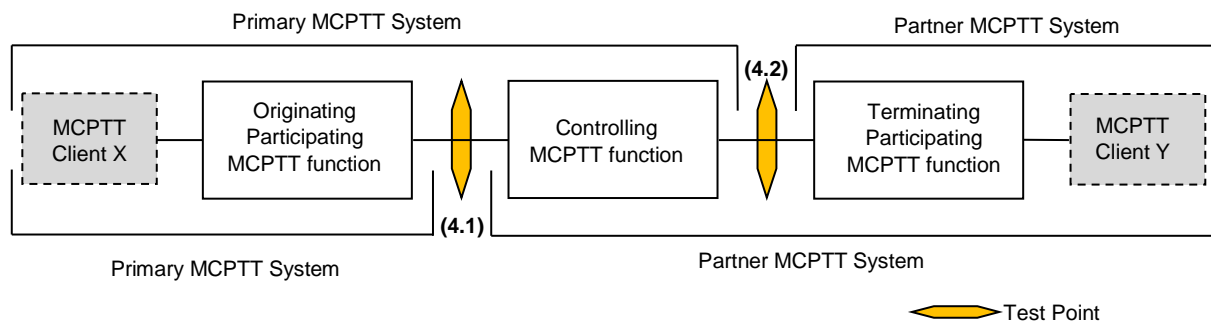 Primary MCPTT System
Partner MCPTT System
(4.2)
MCPTT
Client X
Originating
Participating
MCPTT function
Controlling
MCPTT function
Terminating
Participating
MCPTT function
MCPTT
Client Y
(4.1)
Primary MCPTT System
Partner MCPTT System
Test Point